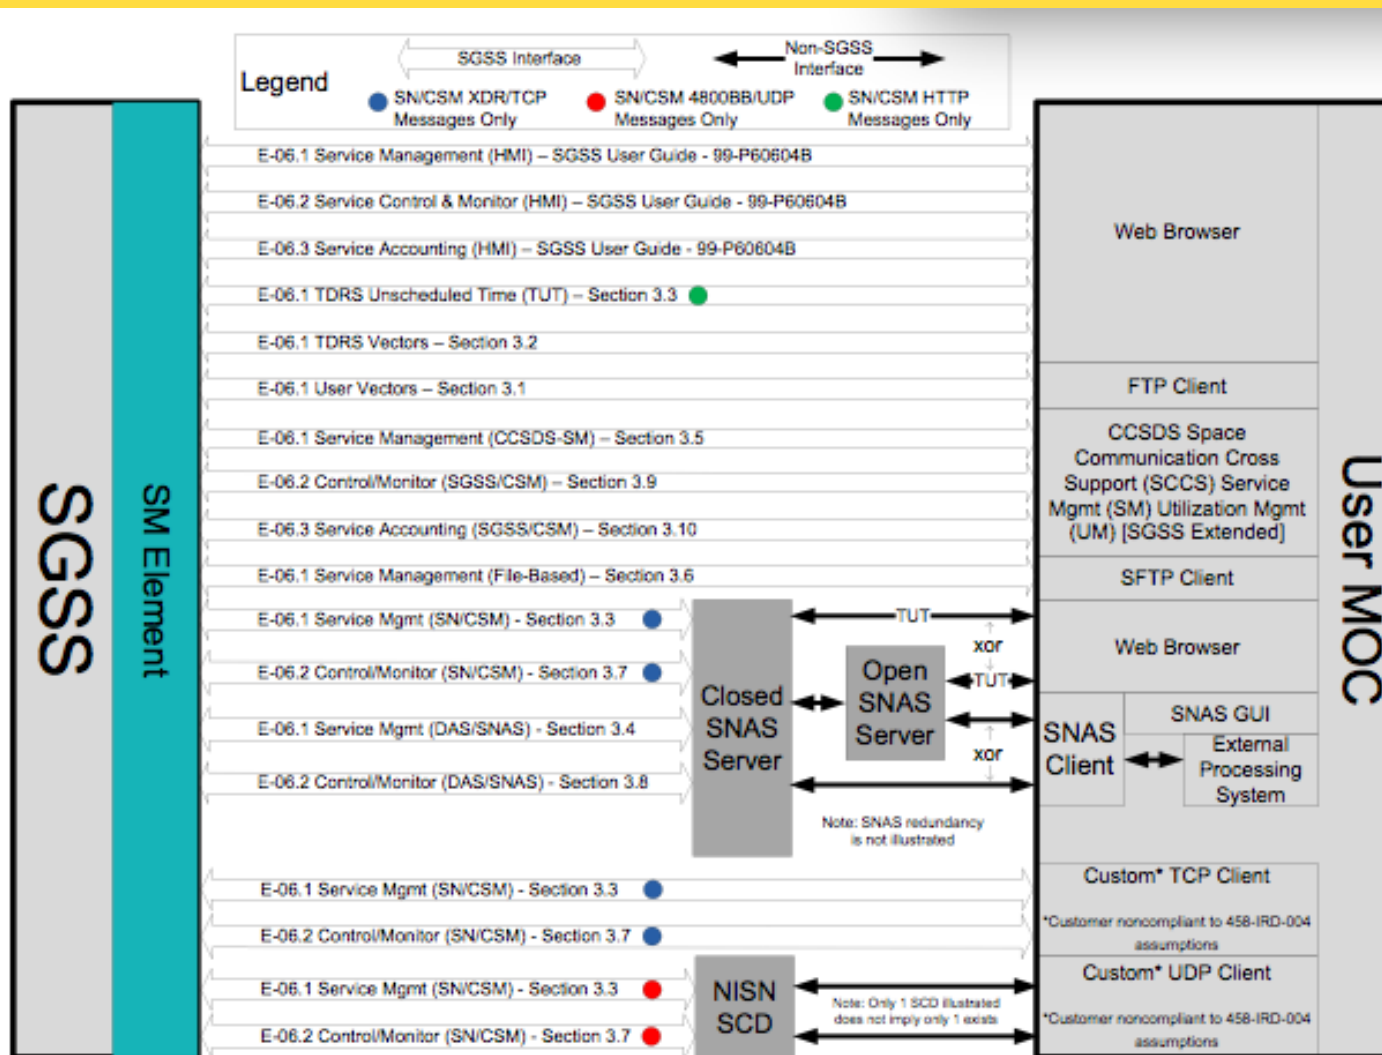 Legend
SGSS Interface
Non-SGSS
Interface
SN/CSM XDR/TCP
Messages Only
SN/CSM 4800BB/UDP
Messages Only
SN/CSM HTTP
Messages Only
SGSS
SM Element
E-06.1 Service Management (HMI) – SGSS User Guide - 99-P60604B
E-06.2 Service Control & Monitor (HMI) – SGSS User Guide - 99-P60604B
E-06.3 Service Accounting (HMI) – SGSS User Guide - 99-P60604B
E-06.1 TDRS Unscheduled Time (TUT) – Section 3.3
E-06.1 TDRS Vectors – Section 3.2
E-06.1 User Vectors – Section 3.1
E-06.1 Service Management (CCSDS-SM) – Section 3.5
E-06.2 Control/Monitor (SGSS/CSM) – Section 3.9
E-06.3 Service Accounting (SGSS/CSM) – Section 3.10
E-06.1 Service Management (File-Based) – Section 3.6
E-06.1 Service Mgmt (SN/CSM) - Section 3.3
E-06.2 Control/Monitor (SN/CSM) - Section 3.7
E-06.1 Service Mgmt (DAS/SNAS) - Section 3.4
E-06.2 Control/Monitor (DAS/SNAS) - Section 3.8
E-06.1 Service Mgmt (SN/CSM) - Section 3.3
E-06.2 Control/Monitor (SN/CSM) - Section 3.7
E-06.1 Service Mgmt (SN/CSM) - Section 3.3
E-06.2 Control/Monitor (SN/CSM) - Section 3.7
Closed
SNAS
Server
Open
SNAS
Server
TUT
xor
TUT
xor
Note: SNAS redundancy
is not illustrated
NISN
SCD
Note: Only 1 SCD illustrated
does not imply only 1 exists
Web Browser
FTP Client
CCSDS Space
Communication Cross
Support (SCCS) Service
Mgmt (SM) Utilization Mgmt
(UM) [SGSS Extended]
SFTP Client
Web Browser
SNAS
Client
SNAS GUI
External
Processing
System
Custom* TCP Client
*Customer noncompliant to 458-IRD-004
assumptions
Custom* UDP Client
*Customer noncompliant to 458-IRD-004
assumptions
User MOC